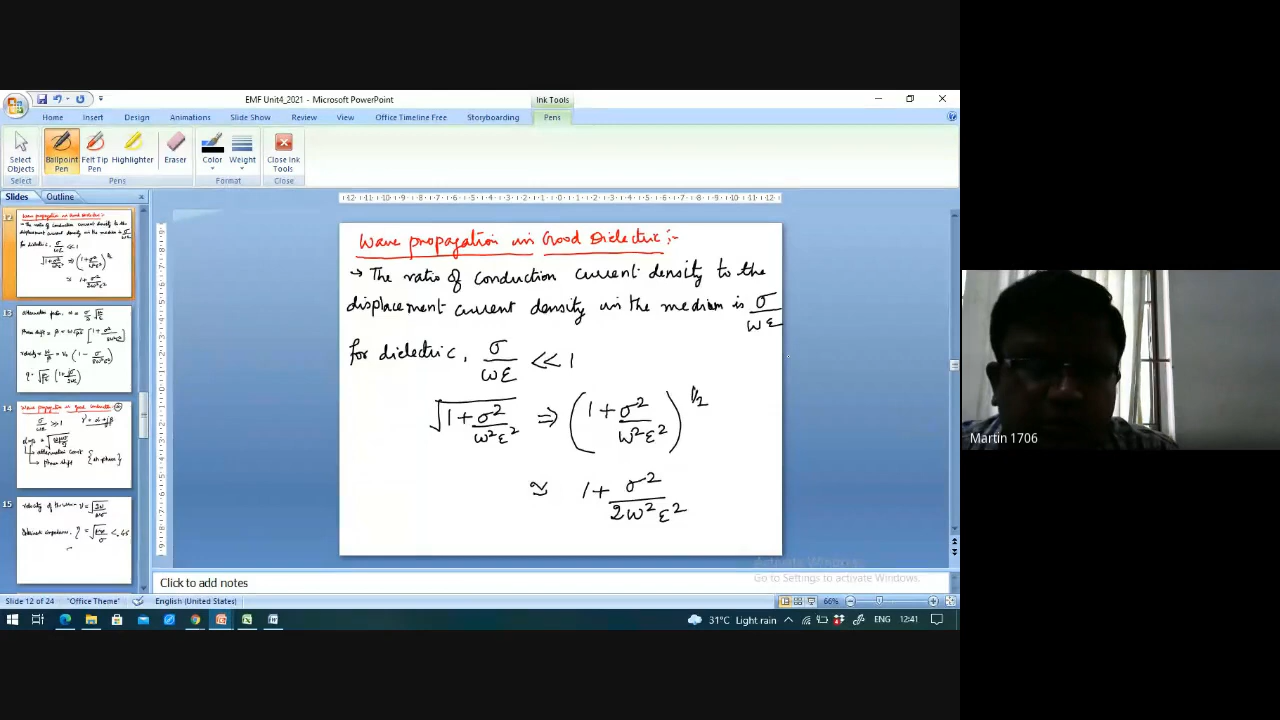 EMF Unit4_2021 - Microsoft PowerPoint
Ink Tools
Home Insert Design Animations Slide Show Review View Office Timeline Free Storyboarding Pens
Select Objects
Ballpoint Pen
Felt Tip Pen
Highlighter
Eraser
Color
Weight
Close Ink Tools
Select Pens Format Close
Slides Outline
Wave propagation in Good Dielectric :-
→ The ratio of conduction current density to the
displacement current density in the medium is σ/ωε
for dielectric, σ/ωε << 1
√(1+σ²/ω²ε²) ⇒ (1+σ²/ω²ε²)^1/2
≅ 1+σ²/2ω²ε²
13
14
15
Martin 1706
Activate Windows
Go to Settings to activate Windows.
Click to add notes
Slide 12 of 24 "Office Theme" English (United States) 66%
31°C Light rain ENG 12:41